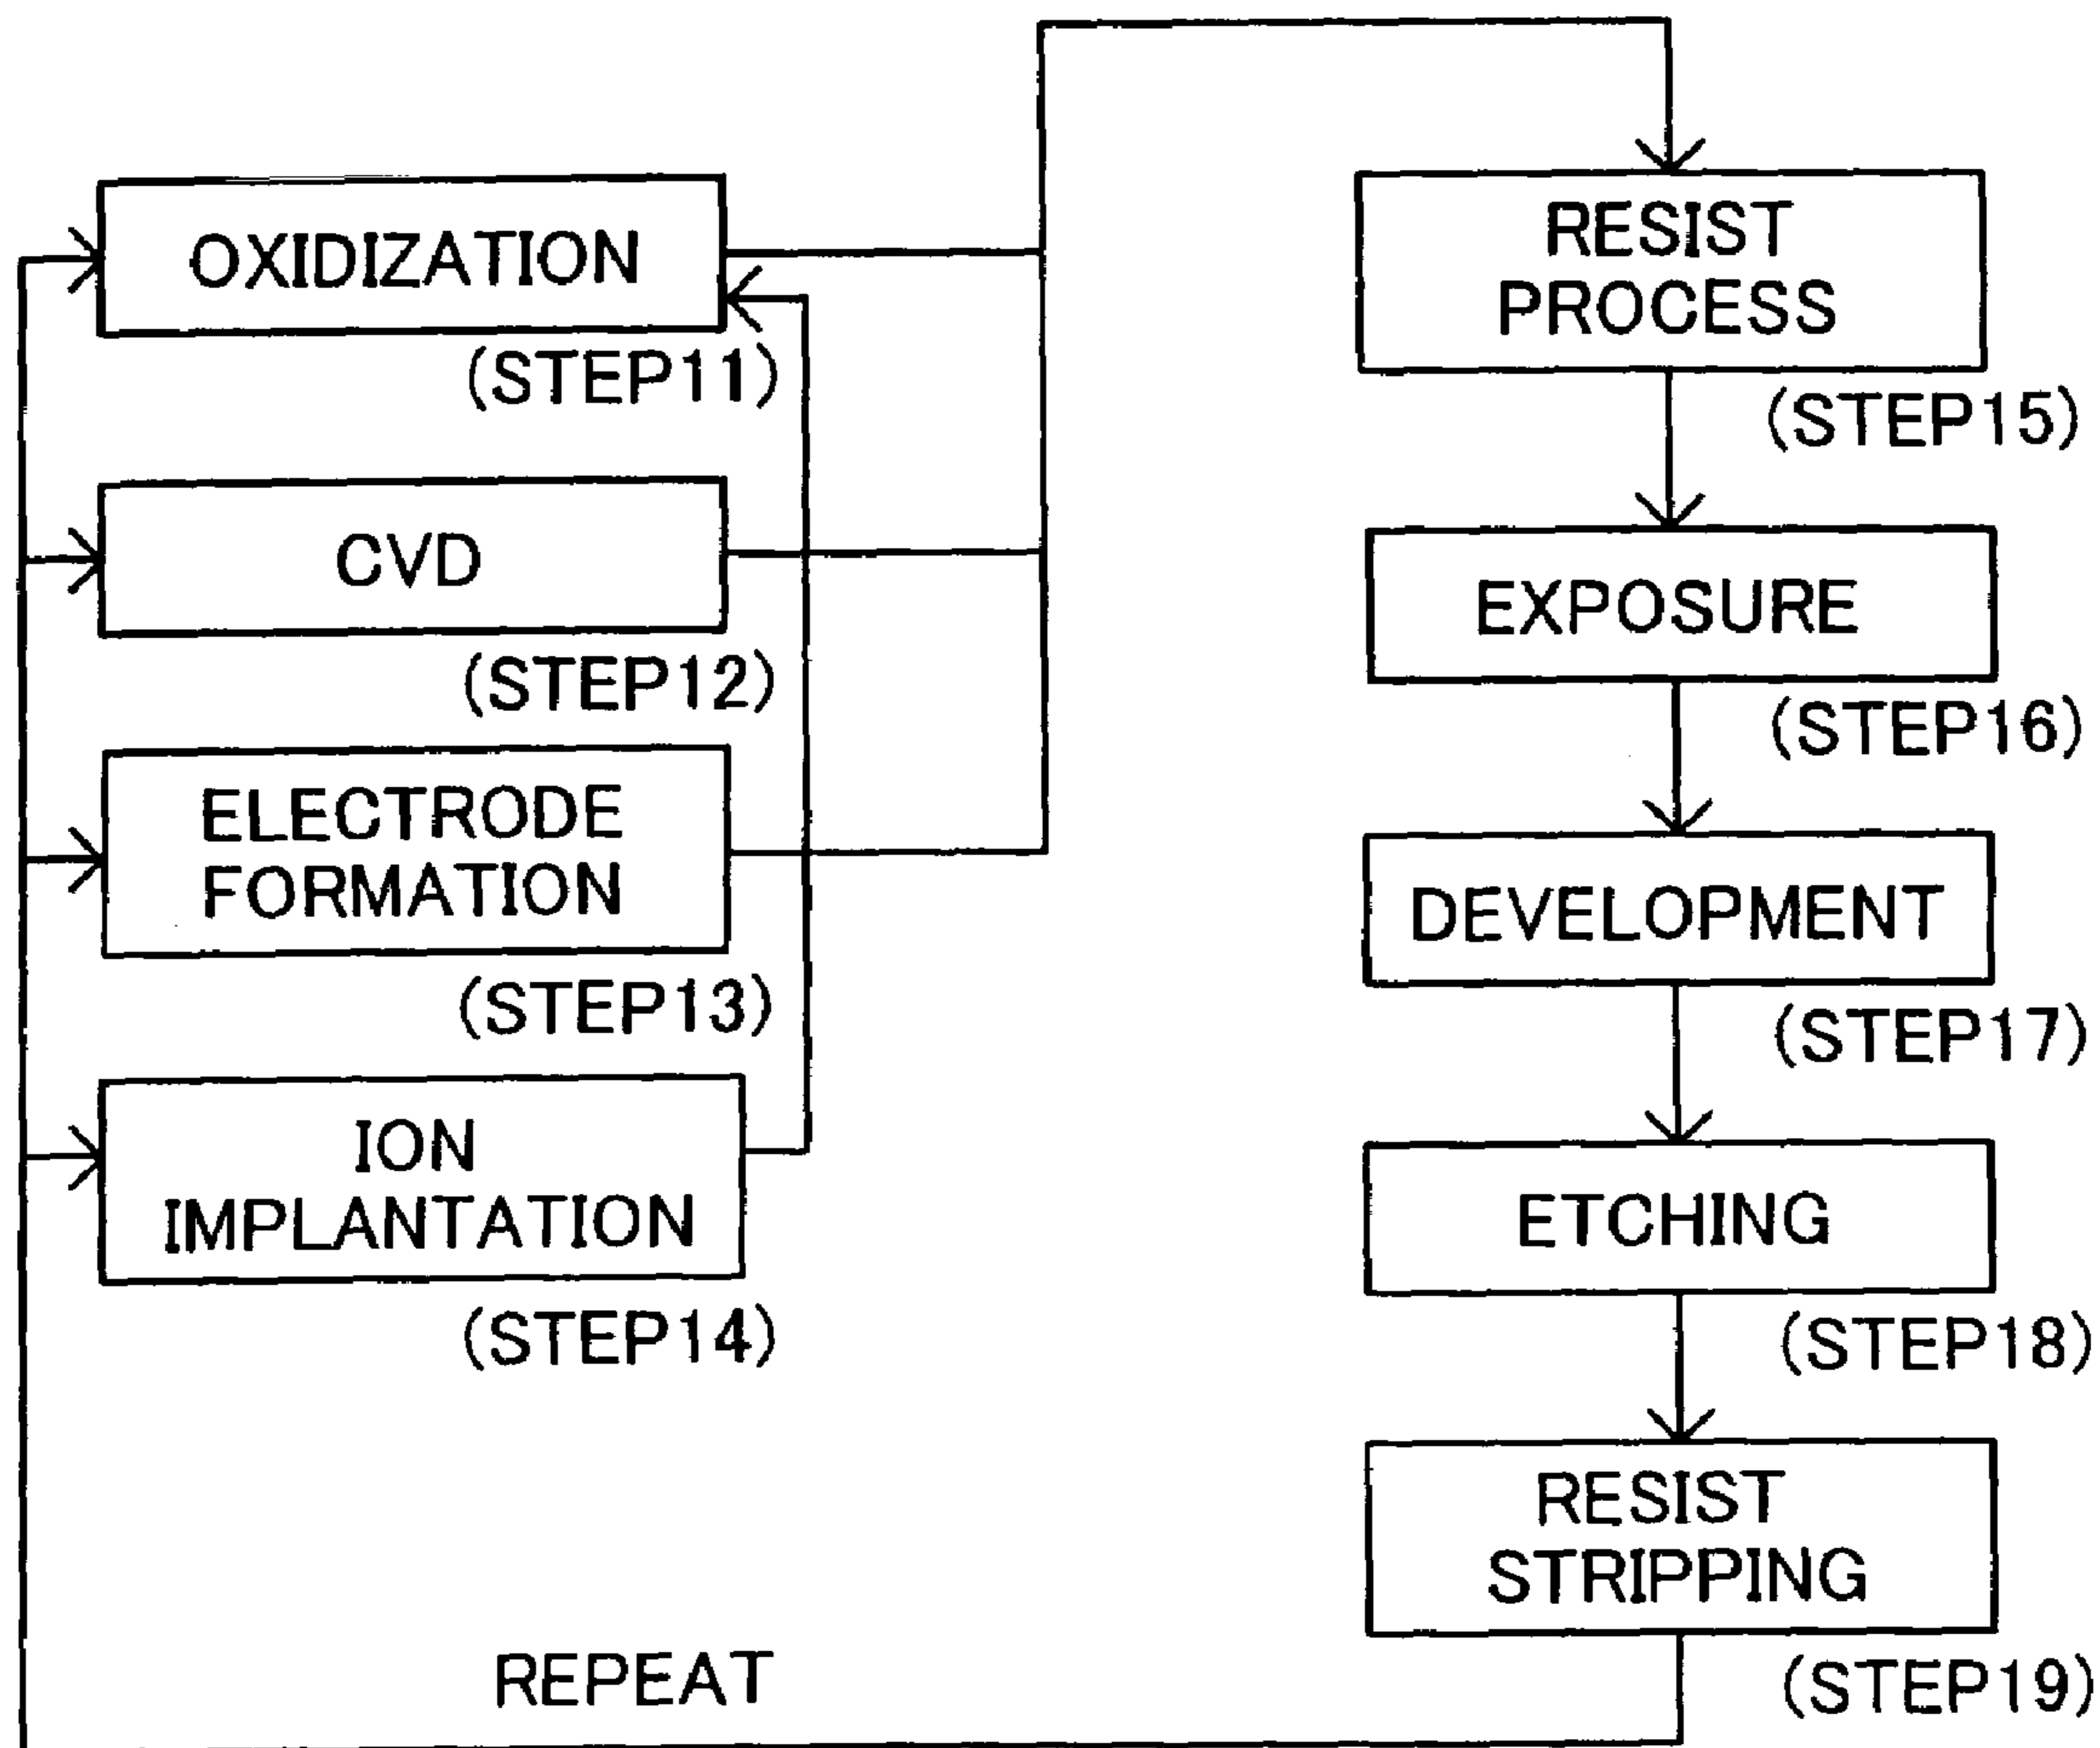 OXIDIZATION
(STEP11)
CVD
(STEP12)
ELECTRODE
FORMATION
(STEP13)
ION
IMPLANTATION
(STEP14)
RESIST
PROCESS
(STEP15)
EXPOSURE
(STEP16)
DEVELOPMENT
(STEP17)
ETCHING
(STEP18)
RESIST
STRIPPING
(STEP19)
REPEAT